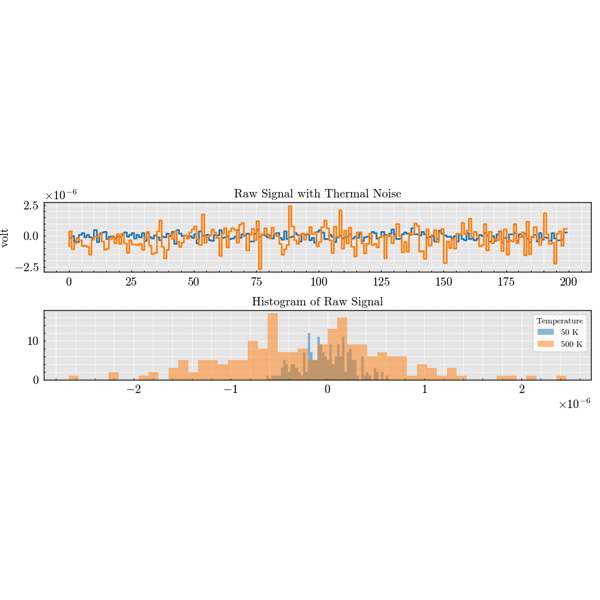 Raw Signal with Thermal Noise
×10⁻⁶
2.5
0.0
−2.5
volt
0 25 50 75 100 125 150 175 200
Histogram of Raw Signal
10
0
Temperature
50 K
500 K
−2 −1 0 1 2
×10⁻⁶